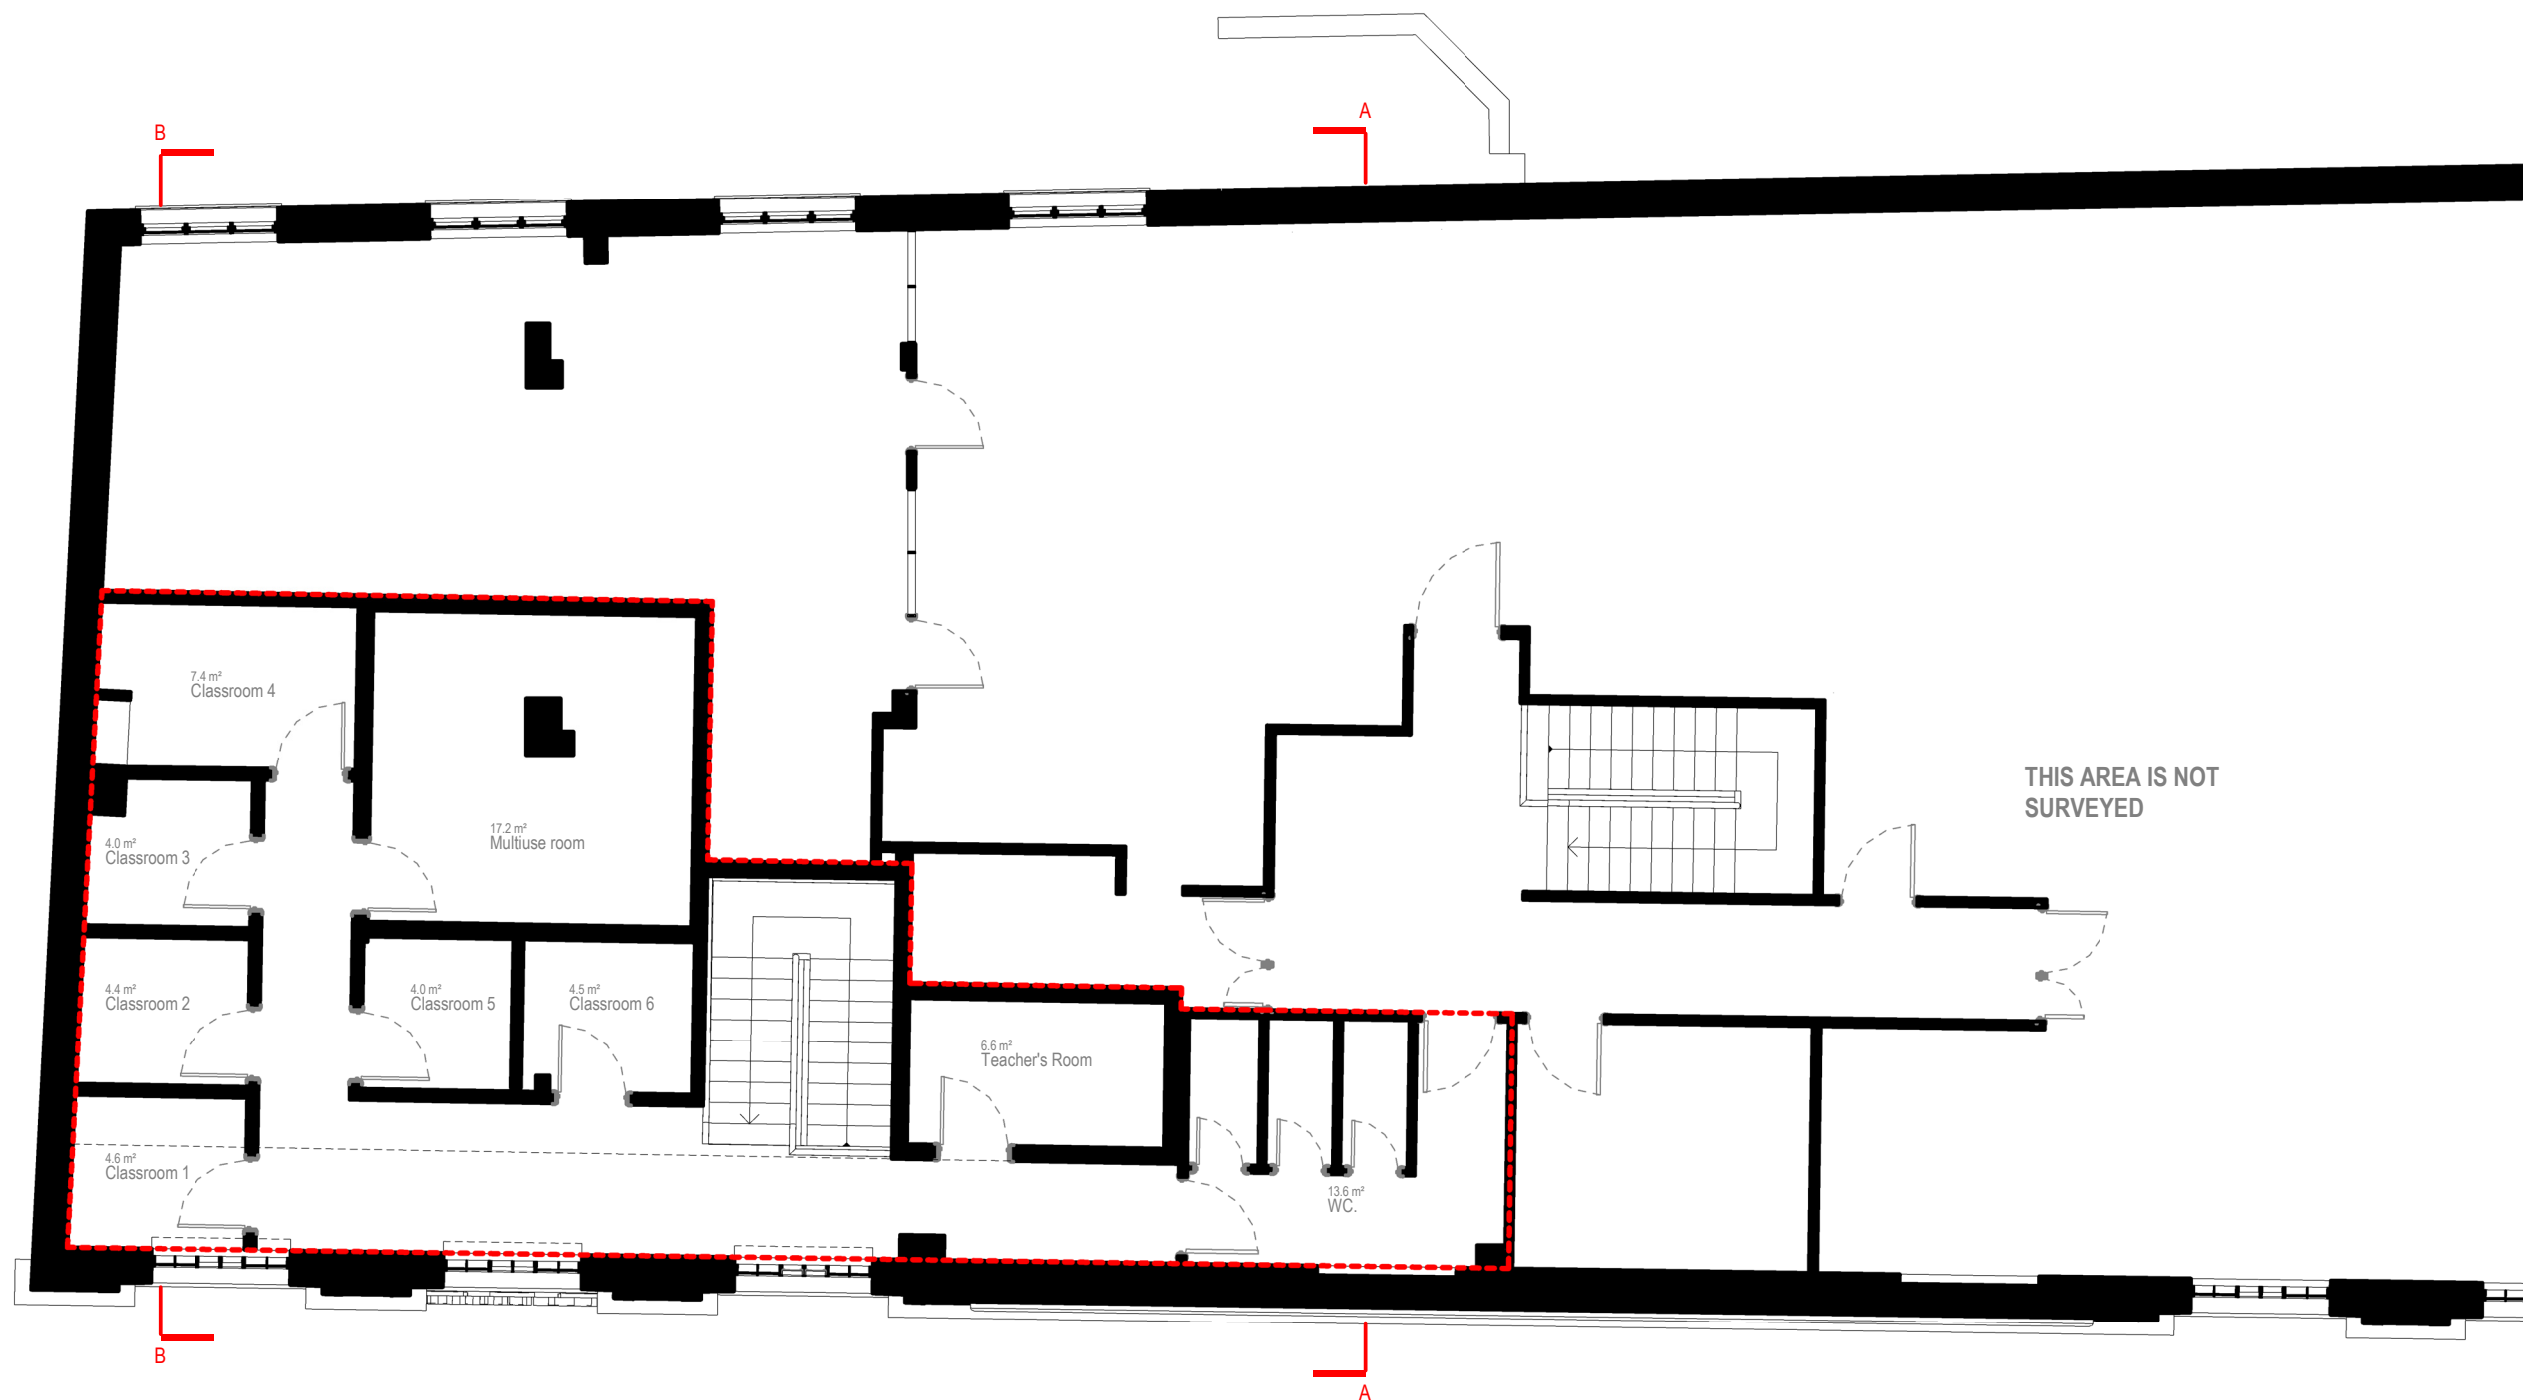 A
B
7.4 m²
Classroom 4
THIS AREA IS NOT
SURVEYED
17.2 m²
Multiuse room
4.0 m²
Classroom 3
4.4 m²
Classroom 2
4.0 m²
Classroom 5
4.5 m²
Classroom 6
6.6 m²
Teacher's Room
4.6 m²
Classroom 1
13.6 m²
WC.
B
A